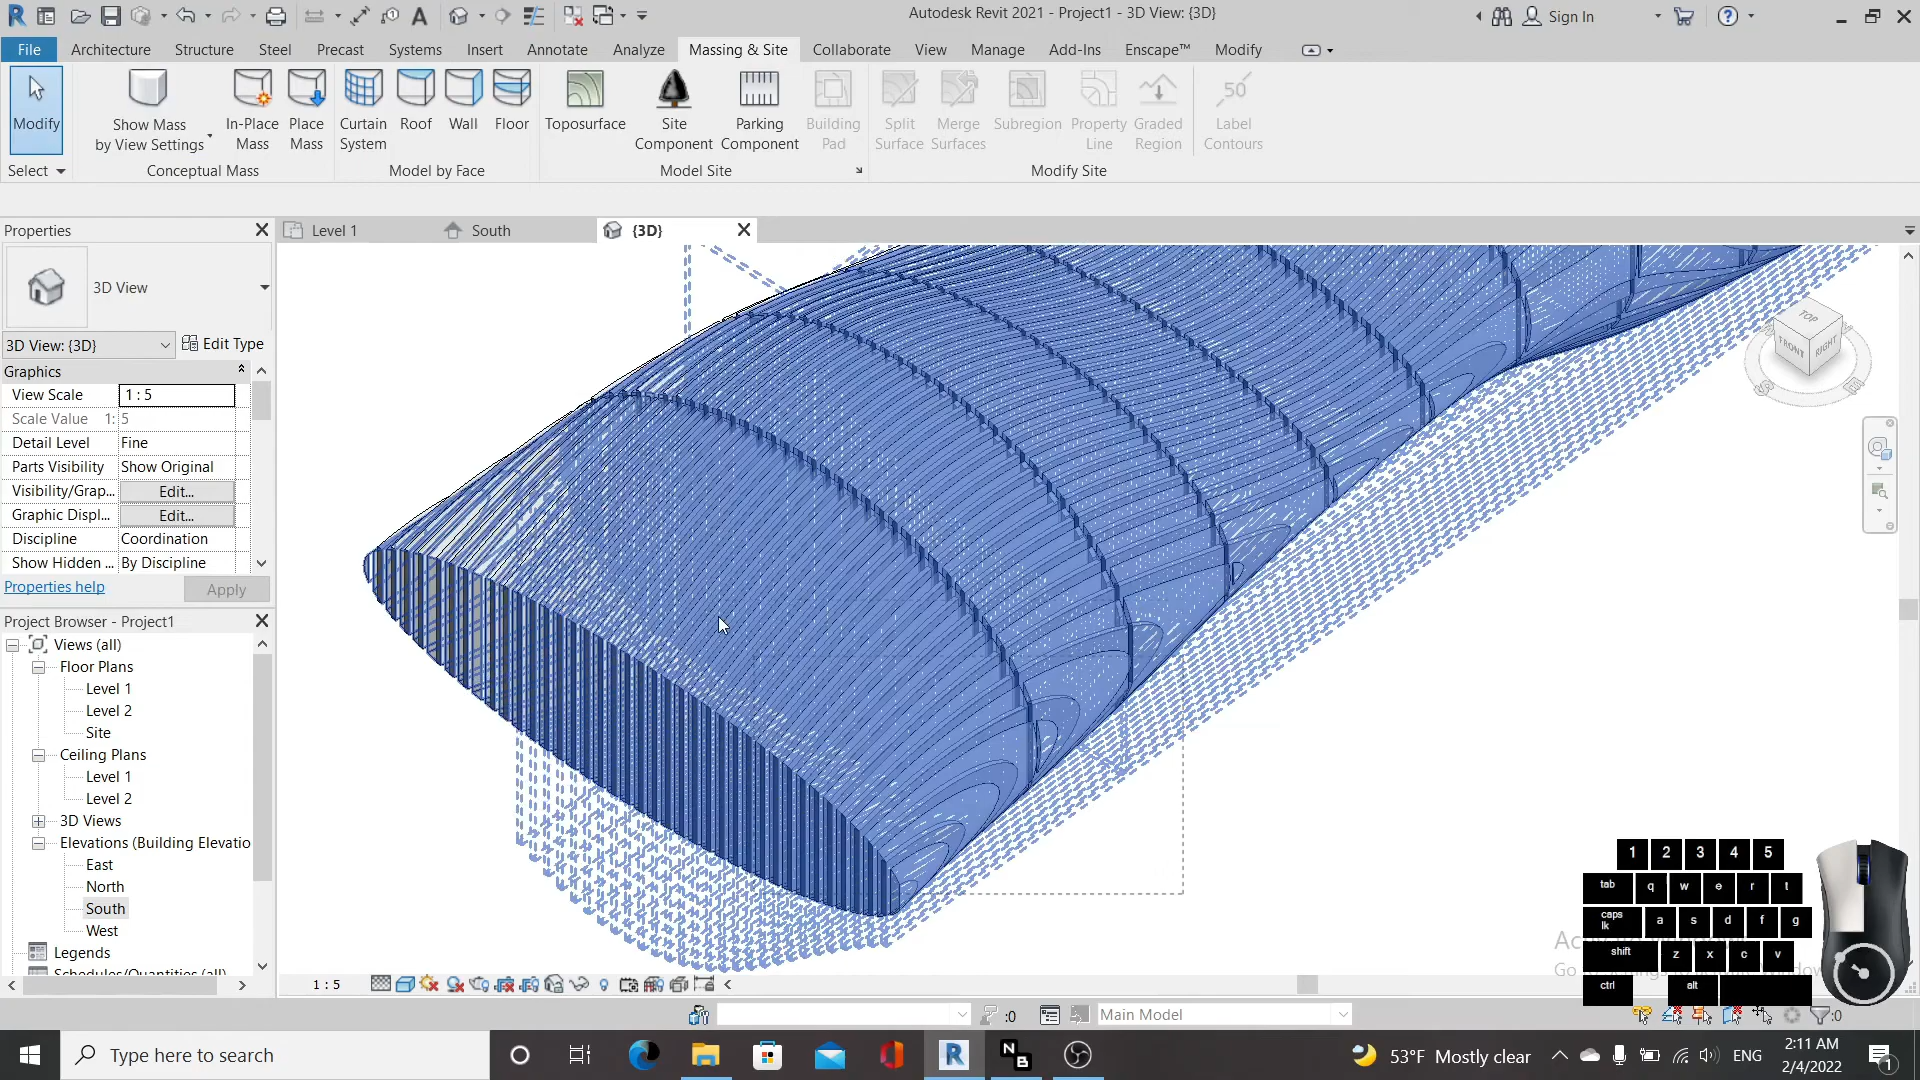 Autodesk Revit 2021 - Project1 - 3D View: {3D}
Sign In
File Architecture Structure Steel Precast Systems Insert Annotate Analyze Massing & Site Collaborate View Manage Add-Ins Enscape™ Modify
Modify
Show Mass
by View Settings
In-Place
Mass
Place
Mass
Curtain
System
Roof
Wall
Floor
Toposurface
Site
Component
Parking
Component
Building
Pad
Split
Surface
Merge
Surfaces
Subregion
Property
Line
Graded
Region
50
Label
Contours
Select
Conceptual Mass
Model by Face
Model Site
Modify Site
Properties
Level 1
South
{3D}
3D View
3D View: {3D}
Edit Type
Graphics
View Scale 1 : 5
Scale Value 1: 5
Detail Level Fine
Parts Visibility Show Original
Visibility/Grap... Edit...
Graphic Displ... Edit...
Discipline Coordination
Show Hidden ... By Discipline
Properties help
Apply
Project Browser - Project1
Views (all)
Floor Plans
Level 1
Level 2
Site
Ceiling Plans
Level 1
Level 2
3D Views
Elevations (Building Elevatio
East
North
South
West
Legends
Schedules/Quantities (all)
TOP
FRONT
RIGHT
1 2 3 4 5
tab q w e r t
caps
lk
a s d f g
shift z x c v
ctrl alt
1 : 5
:0
Main Model
:0
Type here to search
N
B
53°F Mostly clear
ENG
2:11 AM
2/4/2022
1